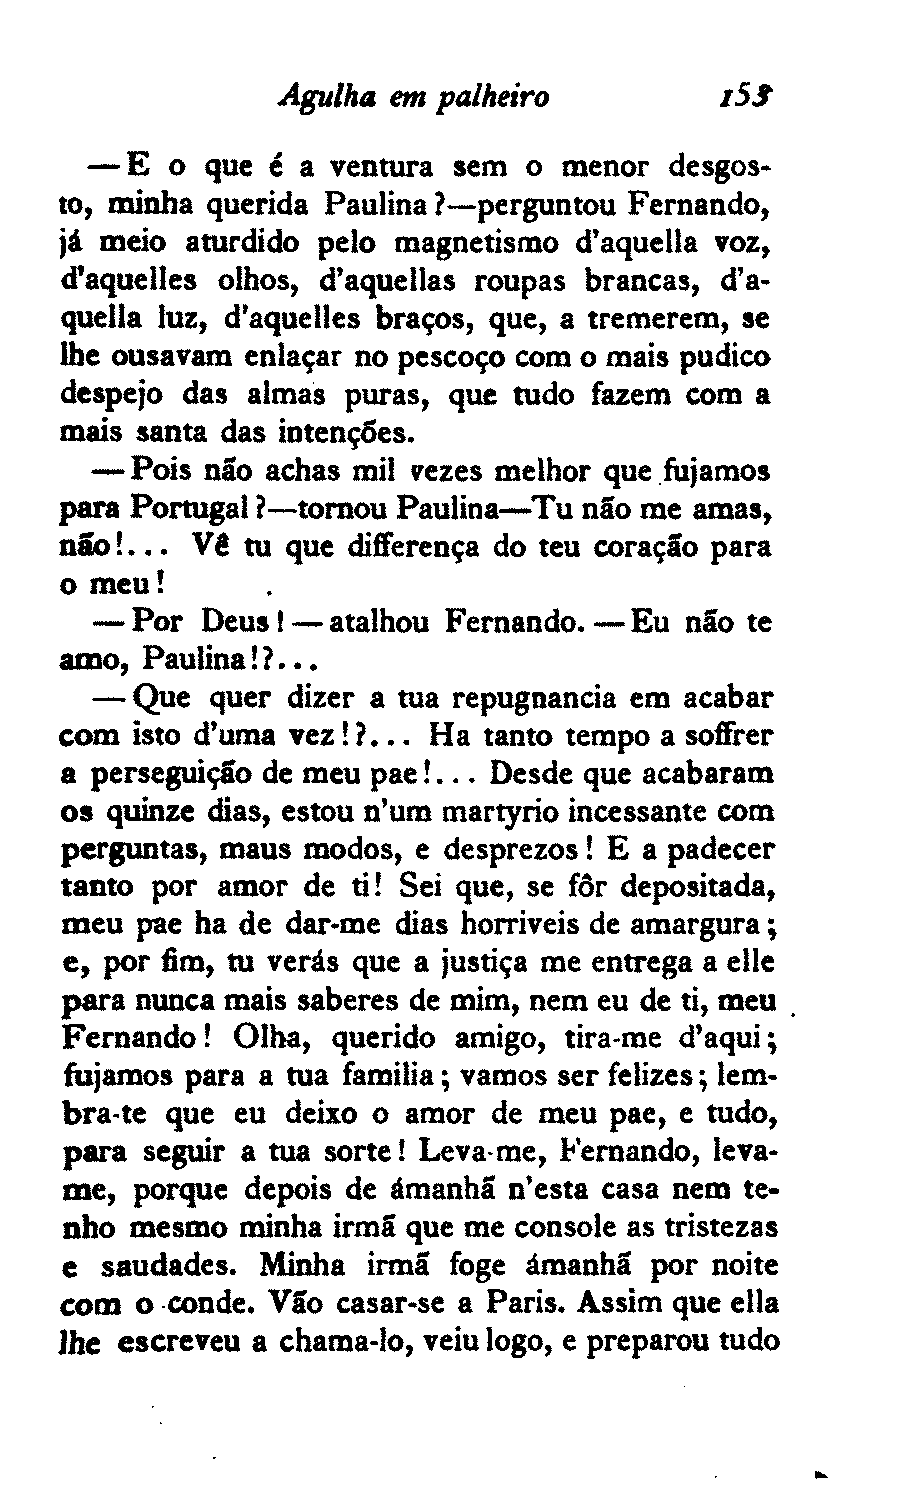 Agulha em palheiro 153
— E o que é a ventura sem o menor desgos-
to, minha querida Paulina?—perguntou Fernando,
já meio aturdido pelo magnetismo d'aquella voz,
d'aquelles olhos, d'aquellas roupas brancas, d'a-
quella luz, d'aquelles braços, que, a tremerem, se
lhe ousavam enlaçar no pescoço com o mais pudico
despejo das almas puras, que tudo fazem com a
mais santa das intenções.
— Pois não achas mil vezes melhor que fujamos
para Portugal?—tornou Paulina—Tu não me amas,
não!... Vê tu que differença do teu coração para
o meu!
— Por Deus! — atalhou Fernando. — Eu não te
amo, Paulina!?...
— Que quer dizer a tua repugnancia em acabar
com isto d'uma vez!?... Ha tanto tempo a soffrer
a perseguição de meu pae!... Desde que acabaram
os quinze dias, estou n'um martyrio incessante com
perguntas, maus modos, e desprezos! E a padecer
tanto por amor de ti! Sei que, se fôr depositada,
meu pae ha de dar-me dias horriveis de amargura;
e, por fim, tu verás que a justiça me entrega a elle
para nunca mais saberes de mim, nem eu de ti, meu
Fernando! Olha, querido amigo, tira-me d'aqui;
fujamos para a tua familia; vamos ser felizes; lem-
bra-te que eu deixo o amor de meu pae, e tudo,
para seguir a tua sorte! Leva-me, Fernando, leva-
me, porque depois de ámanhã n'esta casa nem te-
nho mesmo minha irmã que me console as tristezas
e saudades. Minha irmã foge ámanhã por noite
com o conde. Vão casar-se a Paris. Assim que ella
lhe escreveu a chama-lo, veiu logo, e preparou tudo